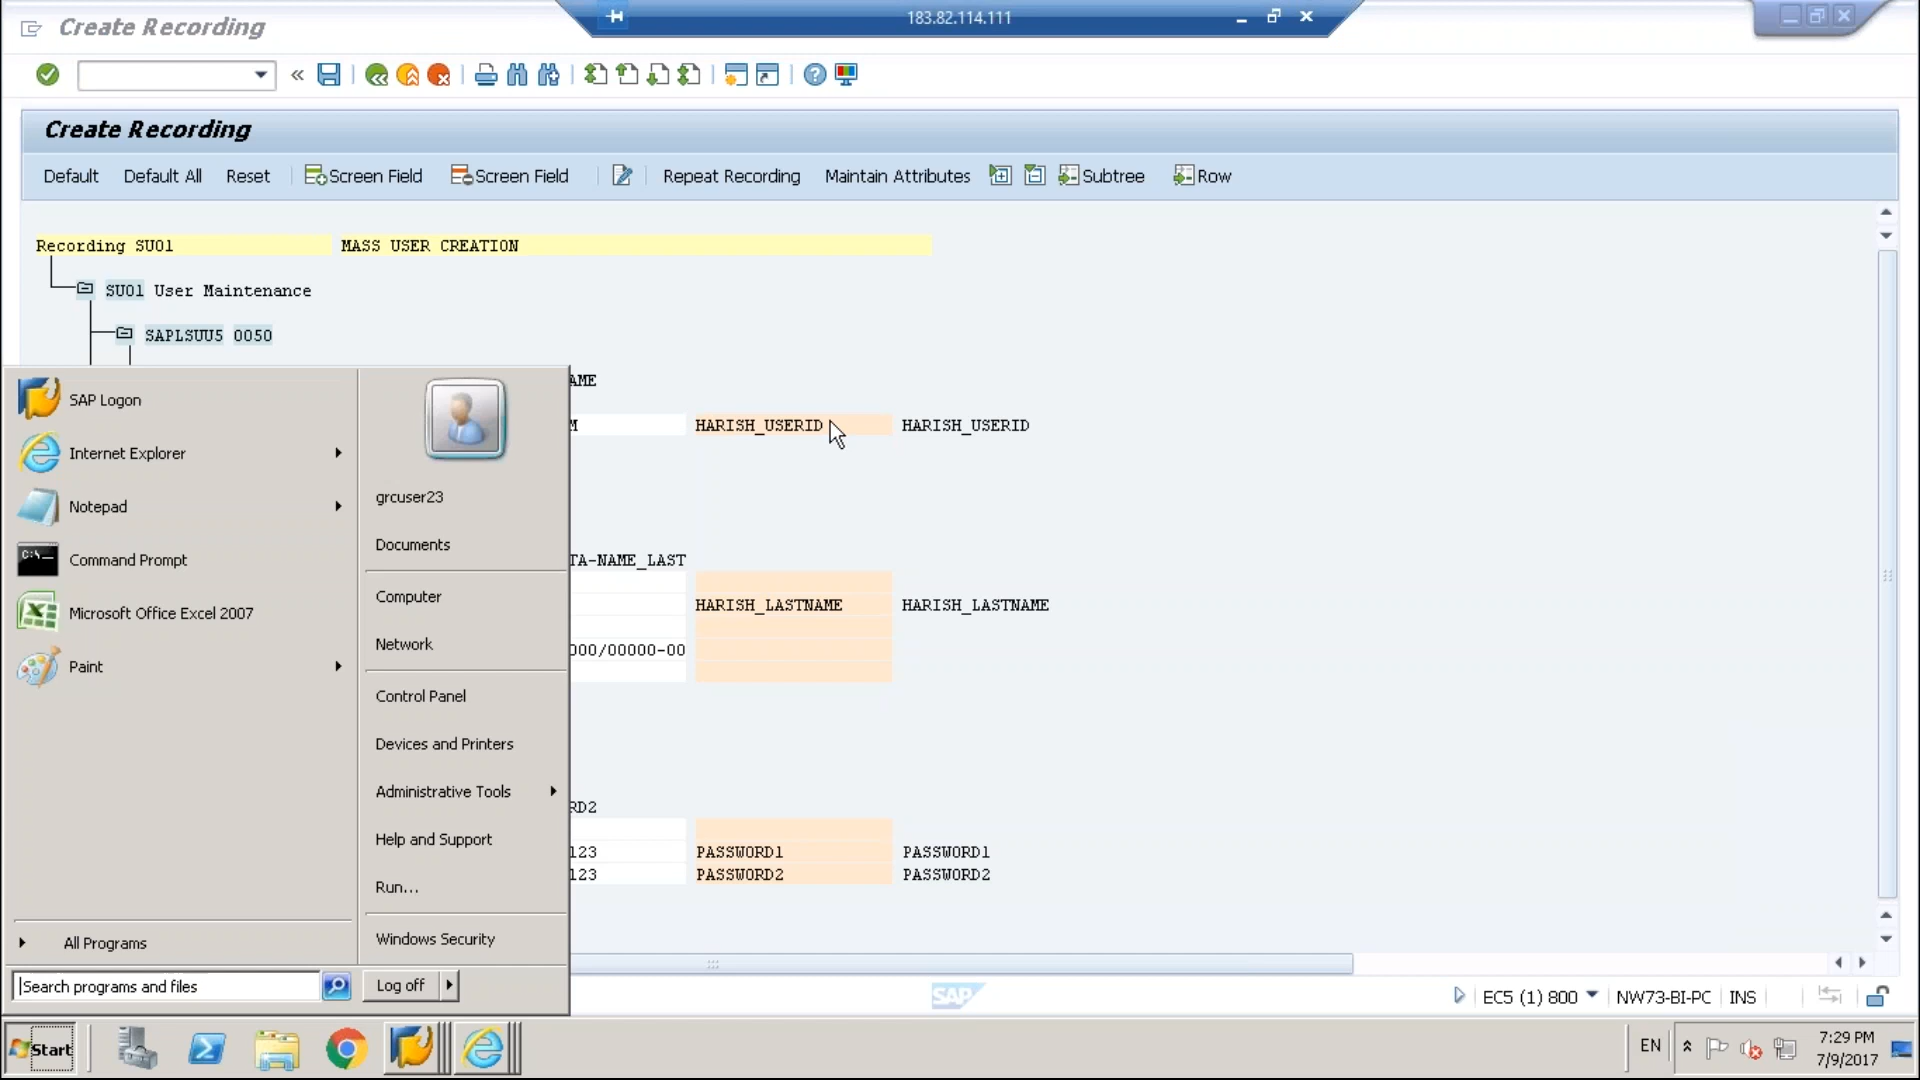 Create Recording
183.82.114.111
Create Recording
Default Default All Reset Screen Field Screen Field Repeat Recording Maintain Attributes Subtree Row
Recording SU01 MASS USER CREATION
SU01 User Maintenance
SAPLSUU5 0050
AME
M HARISH_USERID HARISH_USERID
TA-NAME_LAST
HARISH_LASTNAME HARISH_LASTNAME
000/00000-00
RD2
123 PASSWORD1 PASSWORD1
123 PASSWORD2 PASSWORD2
SAP Logon
Internet Explorer
Notepad
Command Prompt
Microsoft Office Excel 2007
Paint
All Programs
Search programs and files
grcuser23
Documents
Computer
Network
Control Panel
Devices and Printers
Administrative Tools
Help and Support
Run...
Windows Security
Log off
SAP
EC5 (1) 800 NW73-BI-PC INS
Start
EN
7:29 PM
7/9/2017